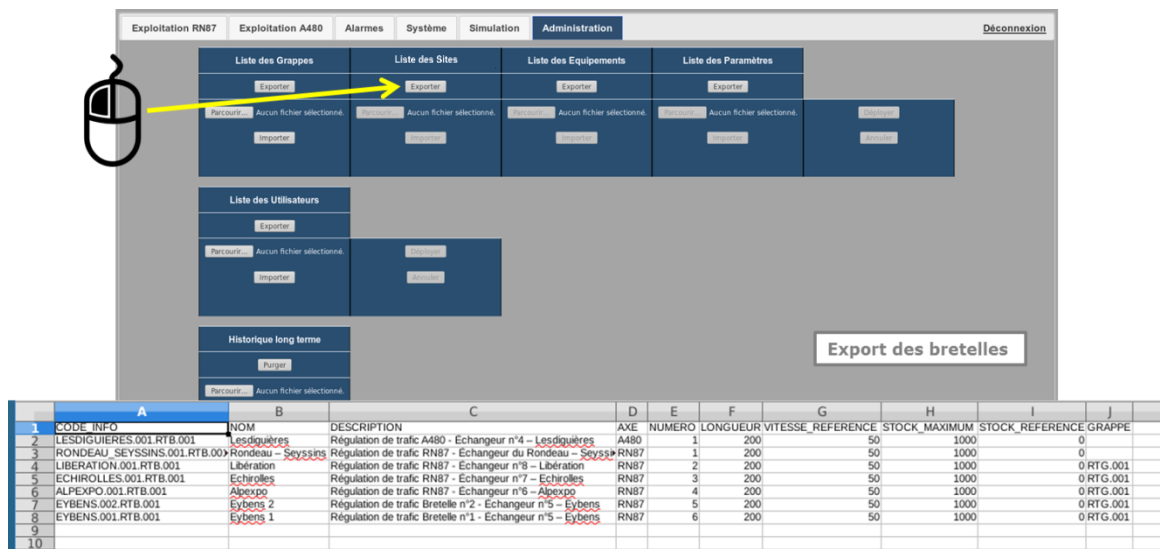 Exploitation RN87 Exploitation A480 Alarmes Système Simulation Administration Déconnexion
Liste des Grappes Liste des Sites Liste des Equipements Liste des Paramètres
Exporter Exporter Exporter Exporter
Parcourir... Aucun fichier sélectionné. Parcourir... Aucun fichier sélectionné. Parcourir... Aucun fichier sélectionné. Parcourir... Aucun fichier sélectionné. Déployer
Importer Importer Importer Importer Annuler
Liste des Utilisateurs
Exporter
Parcourir... Aucun fichier sélectionné. Déployer
Importer Annuler
Historique long terme
Purger
Parcourir... Aucun fichier sélectionné.
Export des bretelles
A B C D E F G H I J
1 CODE_INFO NOM DESCRIPTION AXE NUMERO LONGUEUR VITESSE_REFERENCE STOCK_MAXIMUM STOCK_REFERENCE GRAPPE
2 LESDIGUIERES.001.RTB.001 Lesdiguières Régulation de trafic A480 - Échangeur n°4 – Lesdiguières A480 1 200 50 1000 0
3 RONDEAU_SEYSSINS.001.RTB.00 Rondeau – Seyssins Régulation de trafic RN87 - Échangeur du Rondeau – Seyssi RN87 1 200 50 1000 0
4 LIBERATION.001.RTB.001 Libération Régulation de trafic RN87 - Échangeur n°8 – Libération RN87 2 200 50 1000 0 RTG.001
5 ECHIROLLES.001.RTB.001 Echirolles Régulation de trafic RN87 - Échangeur n°7 – Echirolles RN87 3 200 50 1000 0 RTG.001
6 ALPEXPO.001.RTB.001 Alpexpo Régulation de trafic RN87 - Échangeur n°6 – Alpexpo RN87 4 200 50 1000 0 RTG.001
7 EYBENS.002.RTB.001 Eybens 2 Régulation de trafic Bretelle n°2 - Échangeur n°5 – Eybens RN87 5 200 50 1000 0 RTG.001
8 EYBENS.001.RTB.001 Eybens 1 Régulation de trafic Bretelle n°1 - Échangeur n°5 – Eybens RN87 6 200 50 1000 0 RTG.001
9
10